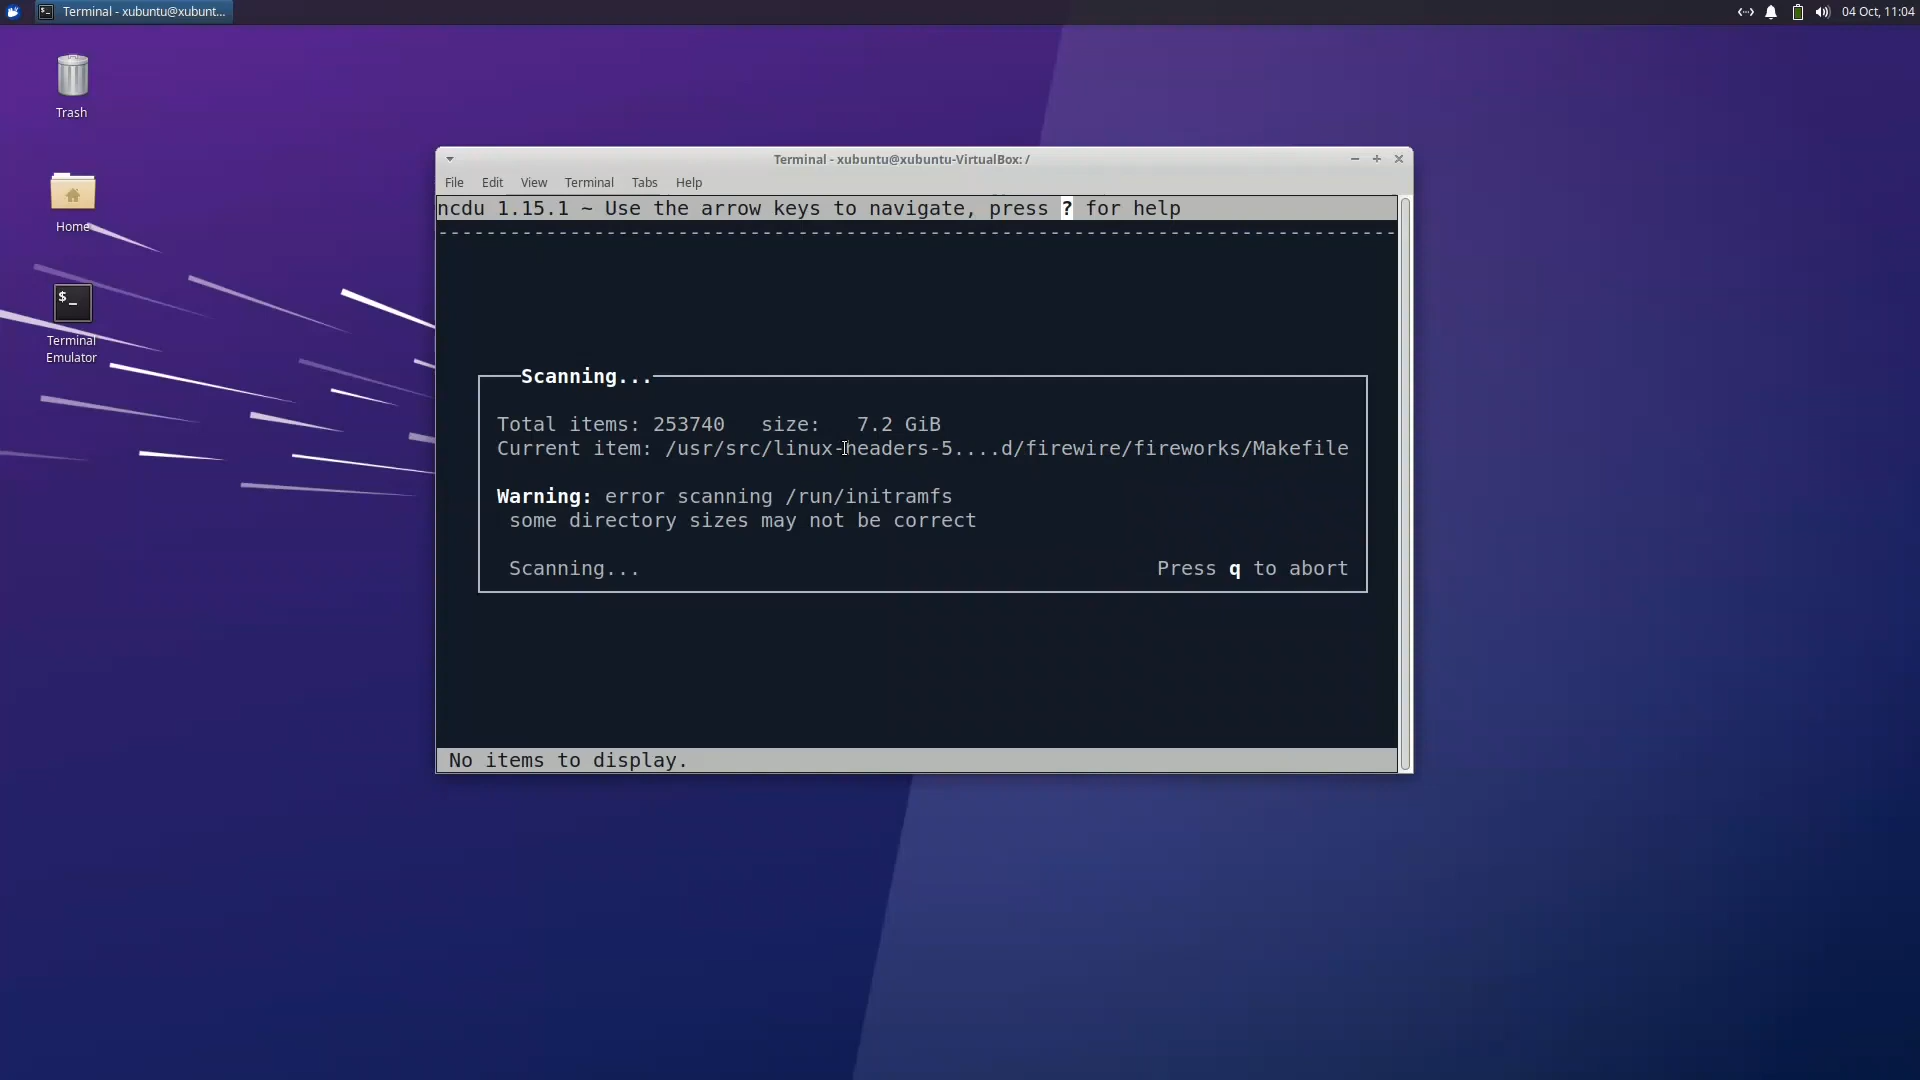 Terminal - xubuntu@xubunt...
04 Oct, 11:04
Trash
Home
$_
Terminal
Emulator
Terminal - xubuntu@xubuntu-VirtualBox: /
File Edit View Terminal Tabs Help
ncdu 1.15.1 ~ Use the arrow keys to navigate, press ? for help
Scanning...
Total items: 253740 size: 7.2 GiB
Current item: /usr/src/linux-headers-5....d/firewire/fireworks/Makefile
Warning: error scanning /run/initramfs
some directory sizes may not be correct
Scanning... Press q to abort
No items to display.